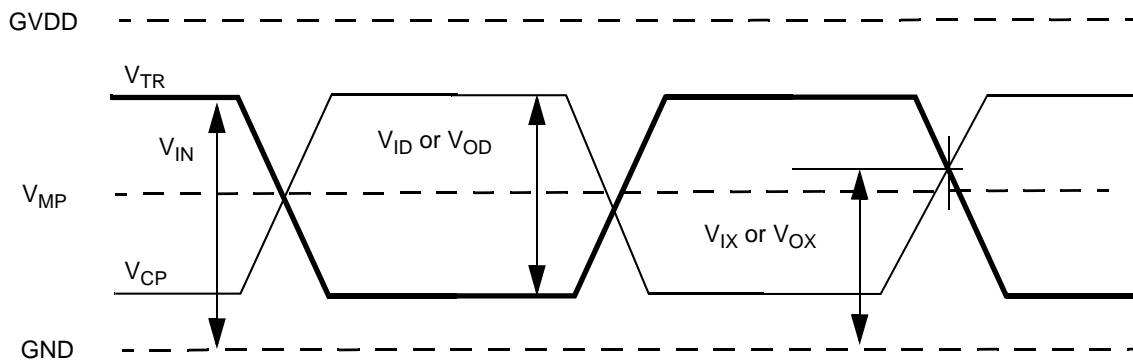 GVDD
VTR
VIN
VID or VOD
VMP
VIX or VOX
VCP
GND